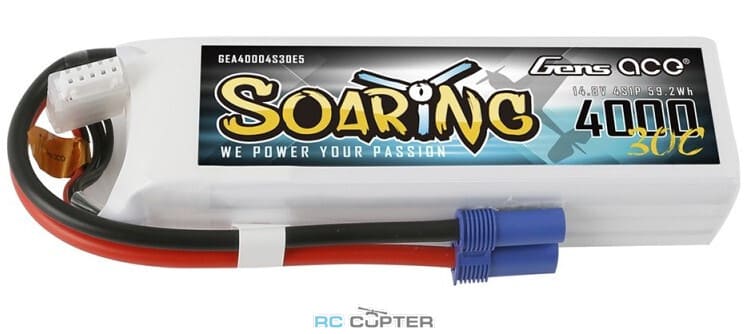 GEA40004S30E5
SOARING
WE POWER YOUR PASSION
Gens ace®
14.8V 4S1P 59.2Wh
4000
30C
RC COPTER